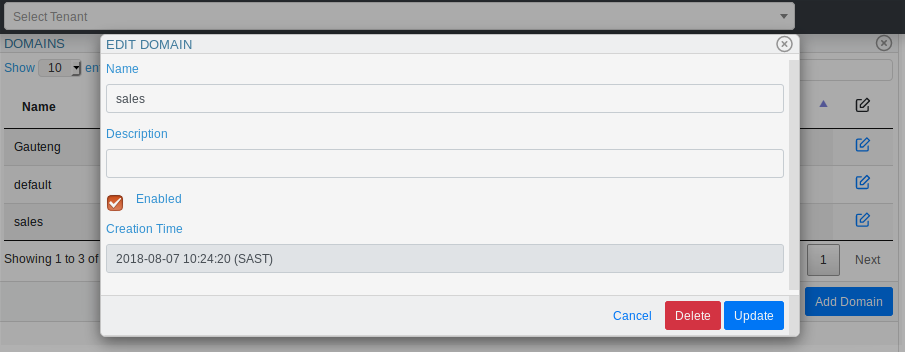 Select Tenant
DOMAINS
EDIT DOMAIN
Show 10 en
Name
sales
Name
Description
Gauteng
default
Enabled
sales
Creation Time
Showing 1 to 3 of
2018-08-07 10:24:20 (SAST)
1 Next
Cancel Delete Update
Add Domain